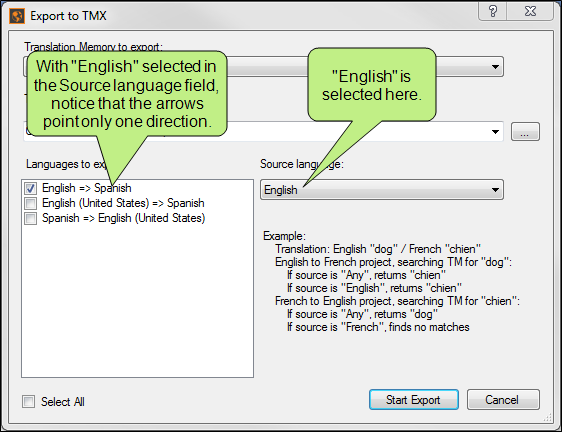 Export to TMX
Translation Memory to export:
With "English" selected in
the Source language field,
notice that the arrows
point only one direction.
"English" is
selected here.
...
Languages to
Source language:
English => Spanish
English (United States) => Spanish
Spanish => English (United States)
English
Example:
Translation: English "dog" / French "chien"
English to French project, searching TM for "dog":
If source is "Any", returns "chien"
If source is "English", returns "chien"
French to English project, searching TM for "chien":
If source is "Any", returns "dog"
If source is "French", finds no matches
Select All
Start Export
Cancel